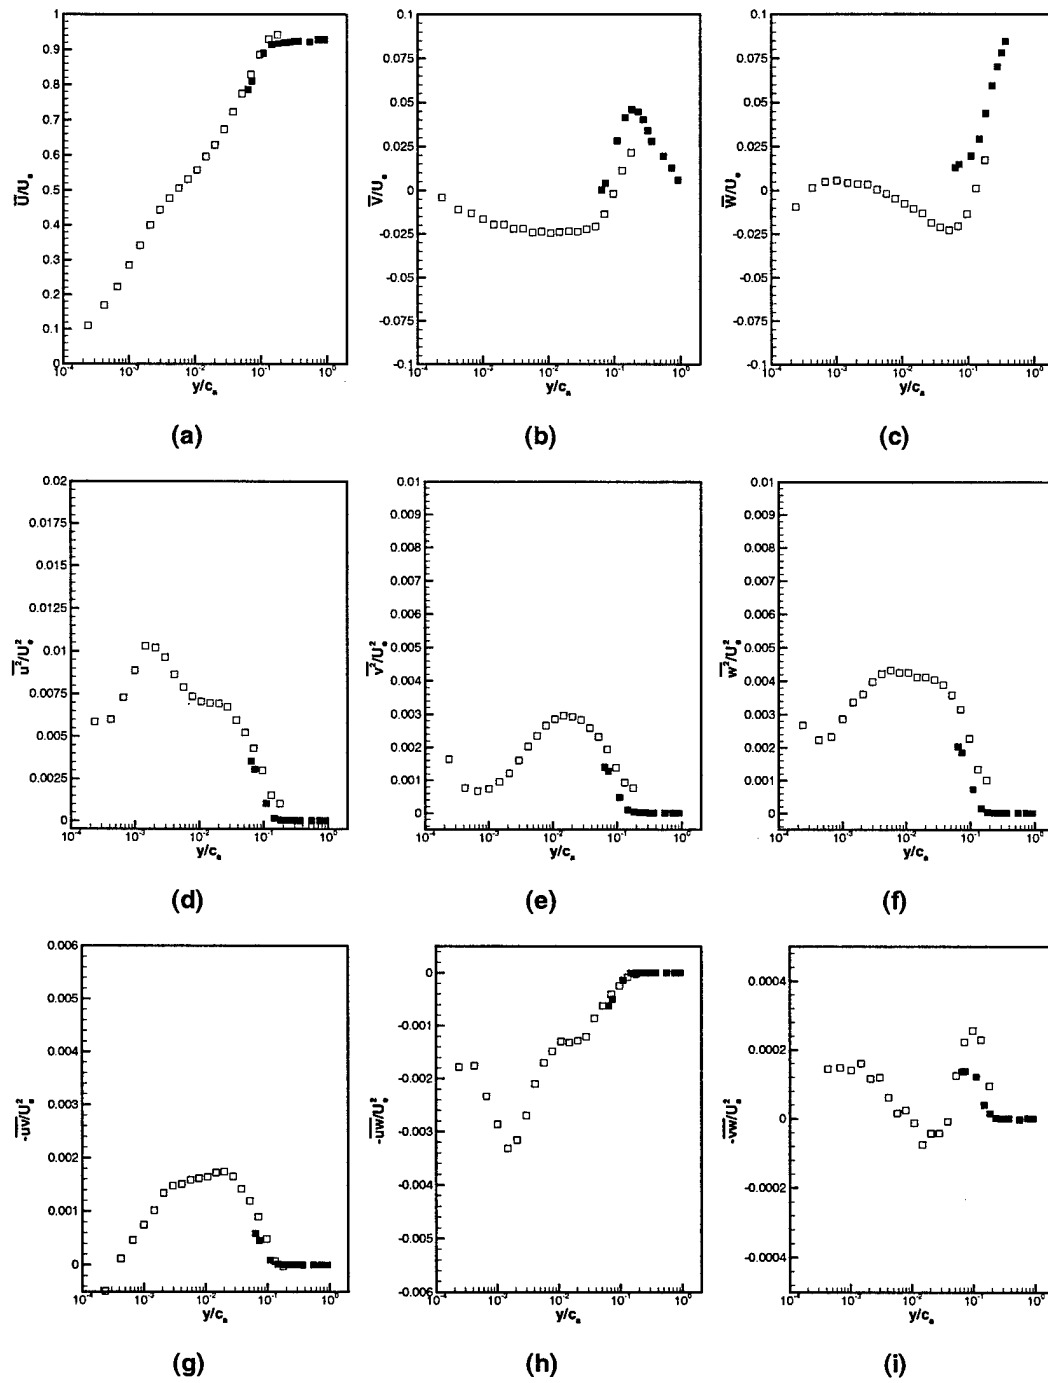 1 0.1 0.1
0.9 0.075 0.075
0.8 0.05 0.05
0.7 0.025 0.025
0.6 0 0
0.5 -0.025 -0.025
0.4 -0.05 -0.05
0.3 -0.075 -0.075
0.2 -0.1 -0.1
0.1
0
U/Uₑ V/Uₑ W/Uₑ
10⁻⁴ 10⁻³ 10⁻² 10⁻¹ 10⁰ 10⁻⁴ 10⁻³ 10⁻² 10⁻¹ 10⁰ 10⁻⁴ 10⁻³ 10⁻² 10⁻¹ 10⁰
y/cₐ y/cₐ y/cₐ
(a) (b) (c)
0.02 0.01 0.01
0.0175 0.009 0.009
0.015 0.008 0.008
0.0125 0.007 0.007
0.01 0.006 0.006
0.0075 0.005 0.005
0.005 0.004 0.004
0.0025 0.003 0.003
0 0.002 0.002
0.001 0.001
0 0
u²/Uₑ² v²/Uₑ² w²/Uₑ²
10⁻⁴ 10⁻³ 10⁻² 10⁻¹ 10⁰ 10⁻⁴ 10⁻³ 10⁻² 10⁻¹ 10⁰ 10⁻⁴ 10⁻³ 10⁻² 10⁻¹ 10⁰
y/cₐ y/cₐ y/cₐ
(d) (e) (f)
0.006 0 0.0004
0.005 -0.001 0.0002
0.004 -0.002 0
0.003 -0.003 -0.0002
0.002 -0.004 -0.0004
0.001 -0.005
0 -0.006
-uv/Uₑ² -uw/Uₑ² -vw/Uₑ²
10⁻⁴ 10⁻³ 10⁻² 10⁻¹ 10⁰ 10⁻⁴ 10⁻³ 10⁻² 10⁻¹ 10⁰ 10⁻⁴ 10⁻³ 10⁻² 10⁻¹ 10⁰
y/cₐ y/cₐ y/cₐ
(g) (h) (i)